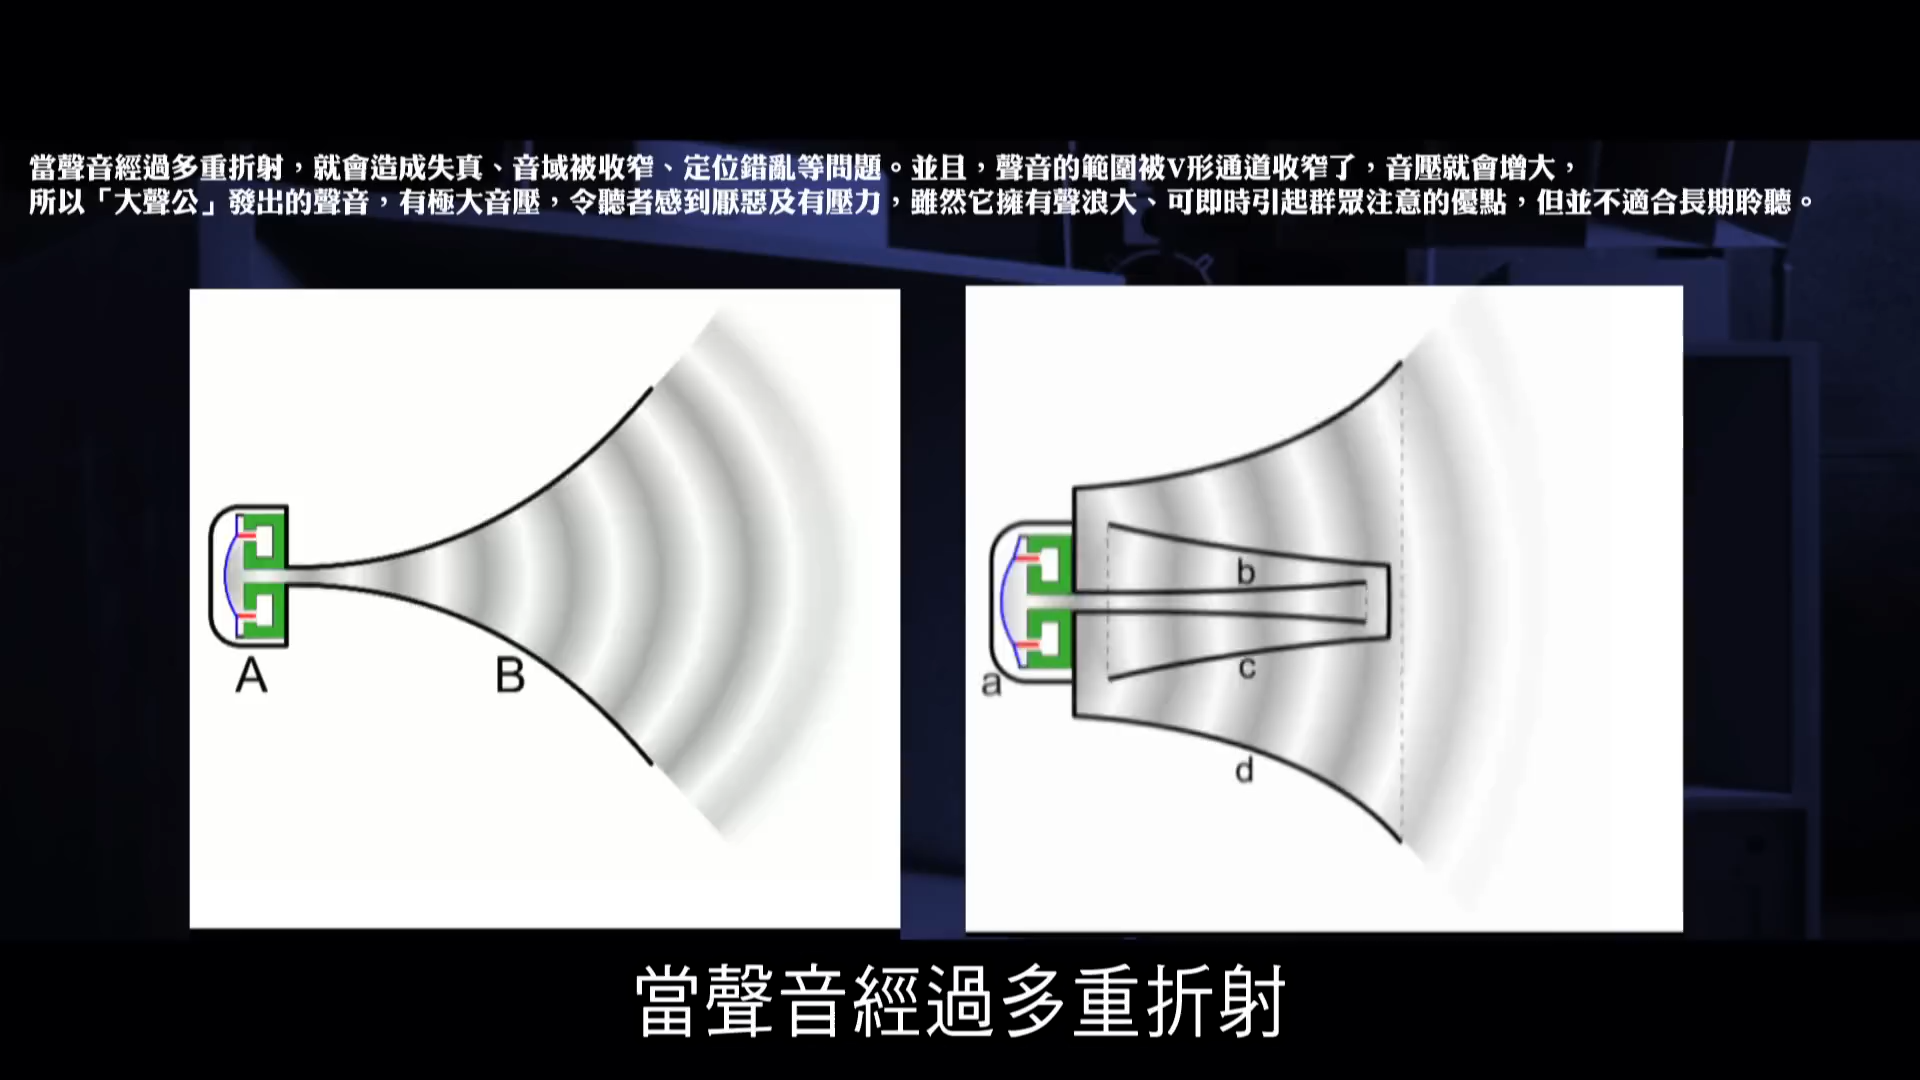 當聲音經過多重折射，就會造成失真、音域被收窄、定位錯亂等問題。並且，聲音的範圍被V形通道收窄了，音壓就會增大，
所以「大聲公」發出的聲音，有極大音壓，令聽者感到厭惡及有壓力，雖然它擁有聲浪大、可即時引起群眾注意的優點，但並不適合長期聆聽。
A
B
a
b
c
d
當聲音經過多重折射